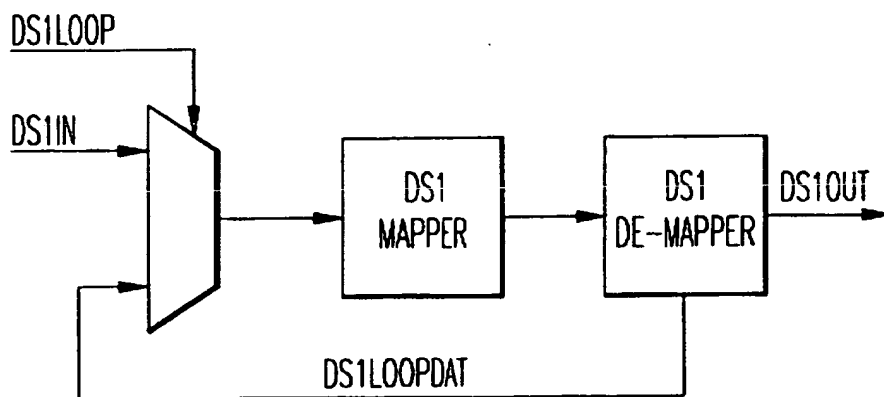 DS1LOOP
DS1IN
DS1
MAPPER
DS1
DE-MAPPER
DS1OUT
DS1LOOPDAT